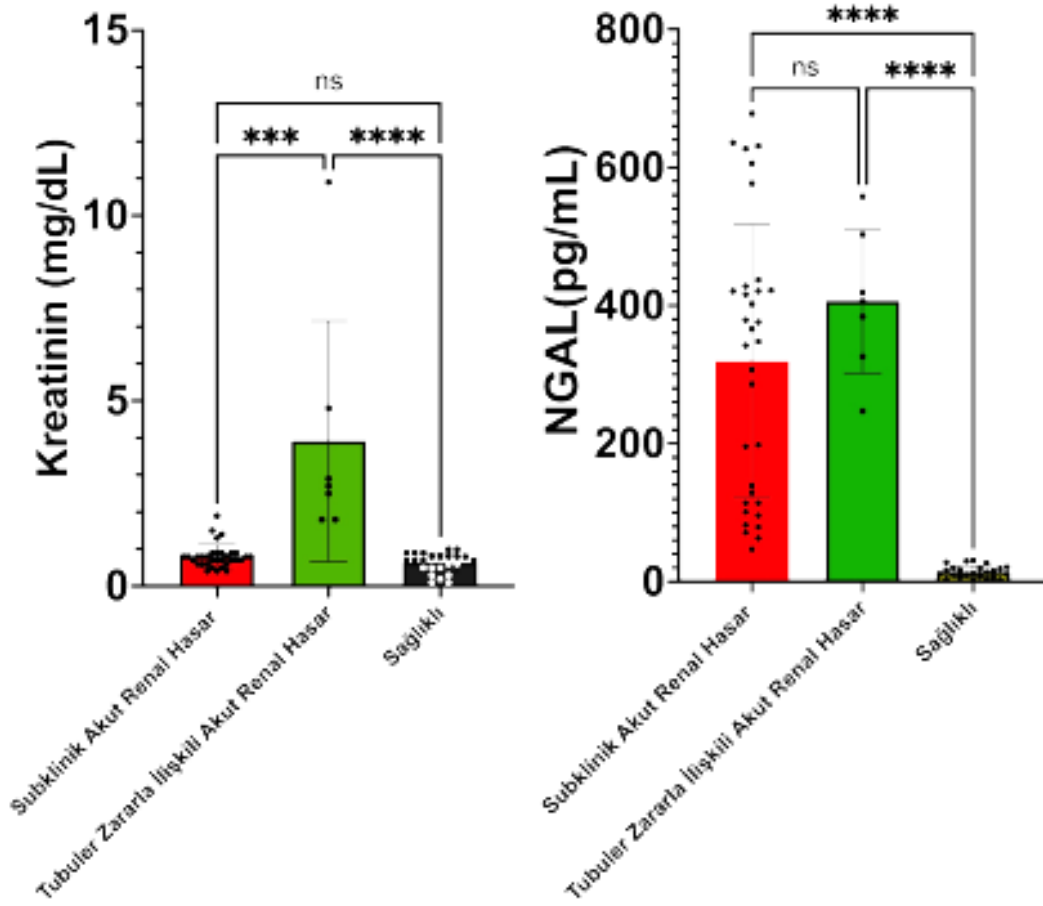 Kreatinin (mg/dL)
15
10
5
0
ns
***
****
Subklinik Akut Renal Hasar
Tubuler Zararla İlişkili Akut Renal Hasar
Sağlıklı
NGAL(pg/mL)
800
600
400
200
0
****
ns
****
Subklinik Akut Renal Hasar
Tubuler Zararla İlişkili Akut Renal Hasar
Sağlıklı